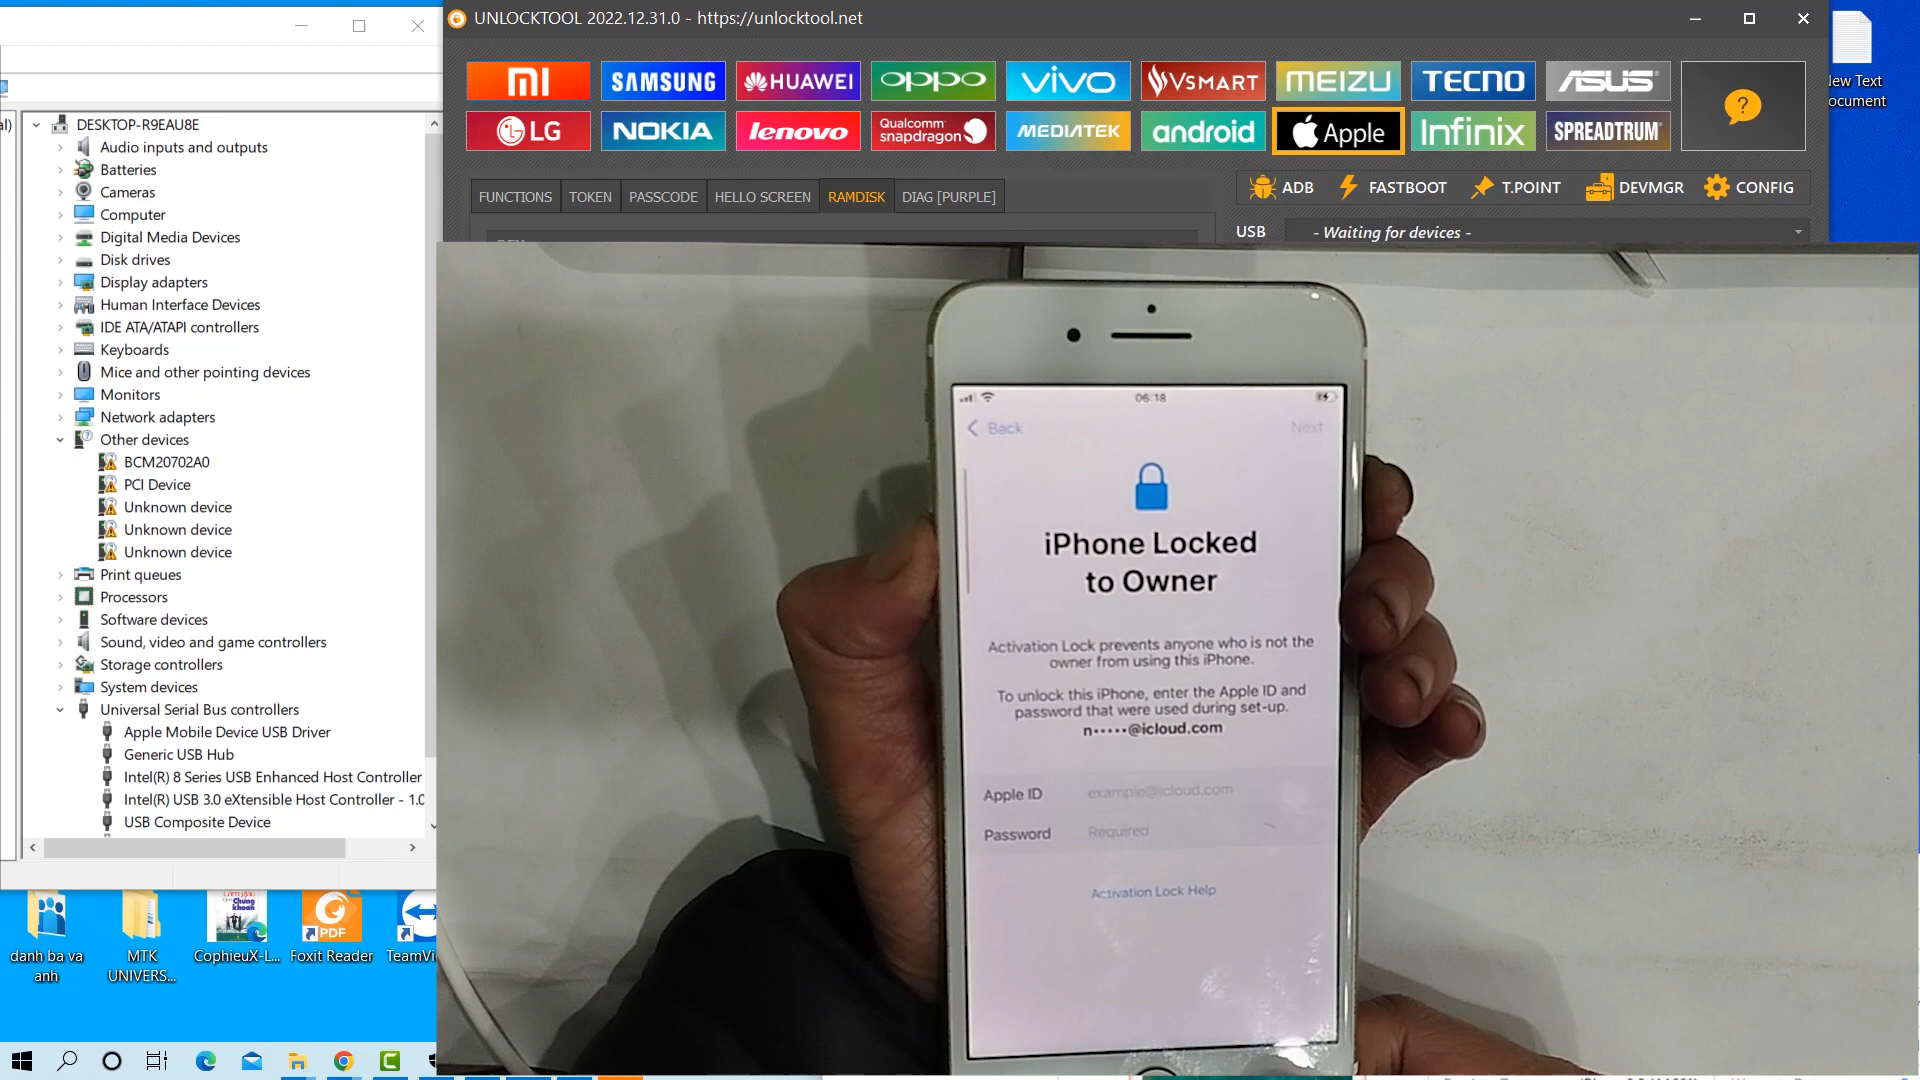 UNLOCKTOOL 2022.12.31.0 - https://unlocktool.net
MI
SAMSUNG
HUAWEI
oppo
vivo
VSMART
MEIZU
TECNO
ASUS
LG
NOKIA
lenovo
Qualcomm
snapdragon
MEDIATEK
android
Apple
Infinix
SPREADTRUM
?
FUNCTIONS
TOKEN
PASSCODE
HELLO SCREEN
RAMDISK
DIAG [PURPLE]
ADB
FASTBOOT
T.POINT
DEVMGR
CONFIG
USB
- Waiting for devices -
DESKTOP-R9EAU8E
Audio inputs and outputs
Batteries
Cameras
Computer
Digital Media Devices
Disk drives
Display adapters
Human Interface Devices
IDE ATA/ATAPI controllers
Keyboards
Mice and other pointing devices
Monitors
Network adapters
Other devices
BCM20702A0
PCI Device
Unknown device
Unknown device
Unknown device
Print queues
Processors
Software devices
Sound, video and game controllers
Storage controllers
System devices
Universal Serial Bus controllers
Apple Mobile Device USB Driver
Generic USB Hub
Intel(R) 8 Series USB Enhanced Host Controller
Intel(R) USB 3.0 eXtensible Host Controller - 1.0
USB Composite Device
06:18
Back
Next
iPhone Locked
to Owner
Activation Lock prevents anyone who is not the
owner from using this iPhone.
To unlock this iPhone, enter the Apple ID and
password that were used during set-up.
n•••••@icloud.com
Apple ID
example@icloud.com
Password
Required
Activation Lock Help
ew Text
ocument
danh ba va
anh
MTK
UNIVERS...
Chung
khoán
CophieuX-L...
PDF
Foxit Reader
TeamVi